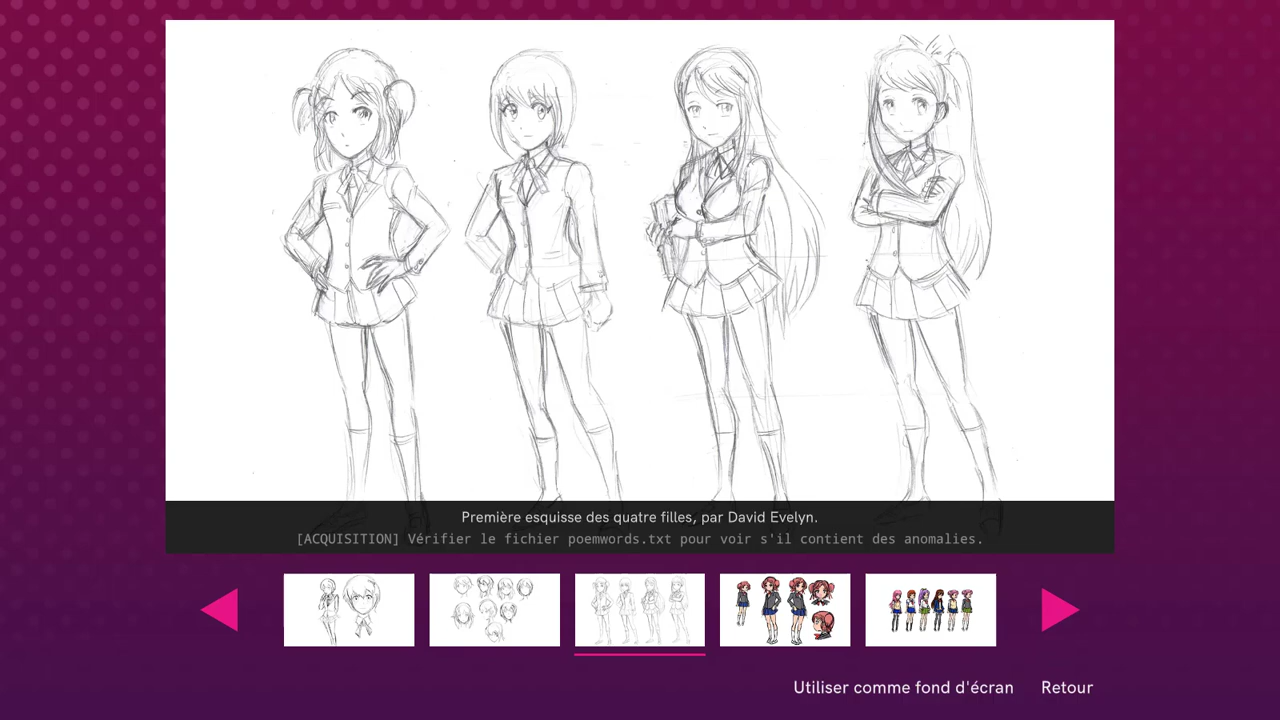 Première esquisse des quatre filles, par David Evelyn.
[ACQUISITION] Vérifier le fichier poemwords.txt pour voir s'il contient des anomalies.
Utiliser comme fond d'écran
Retour